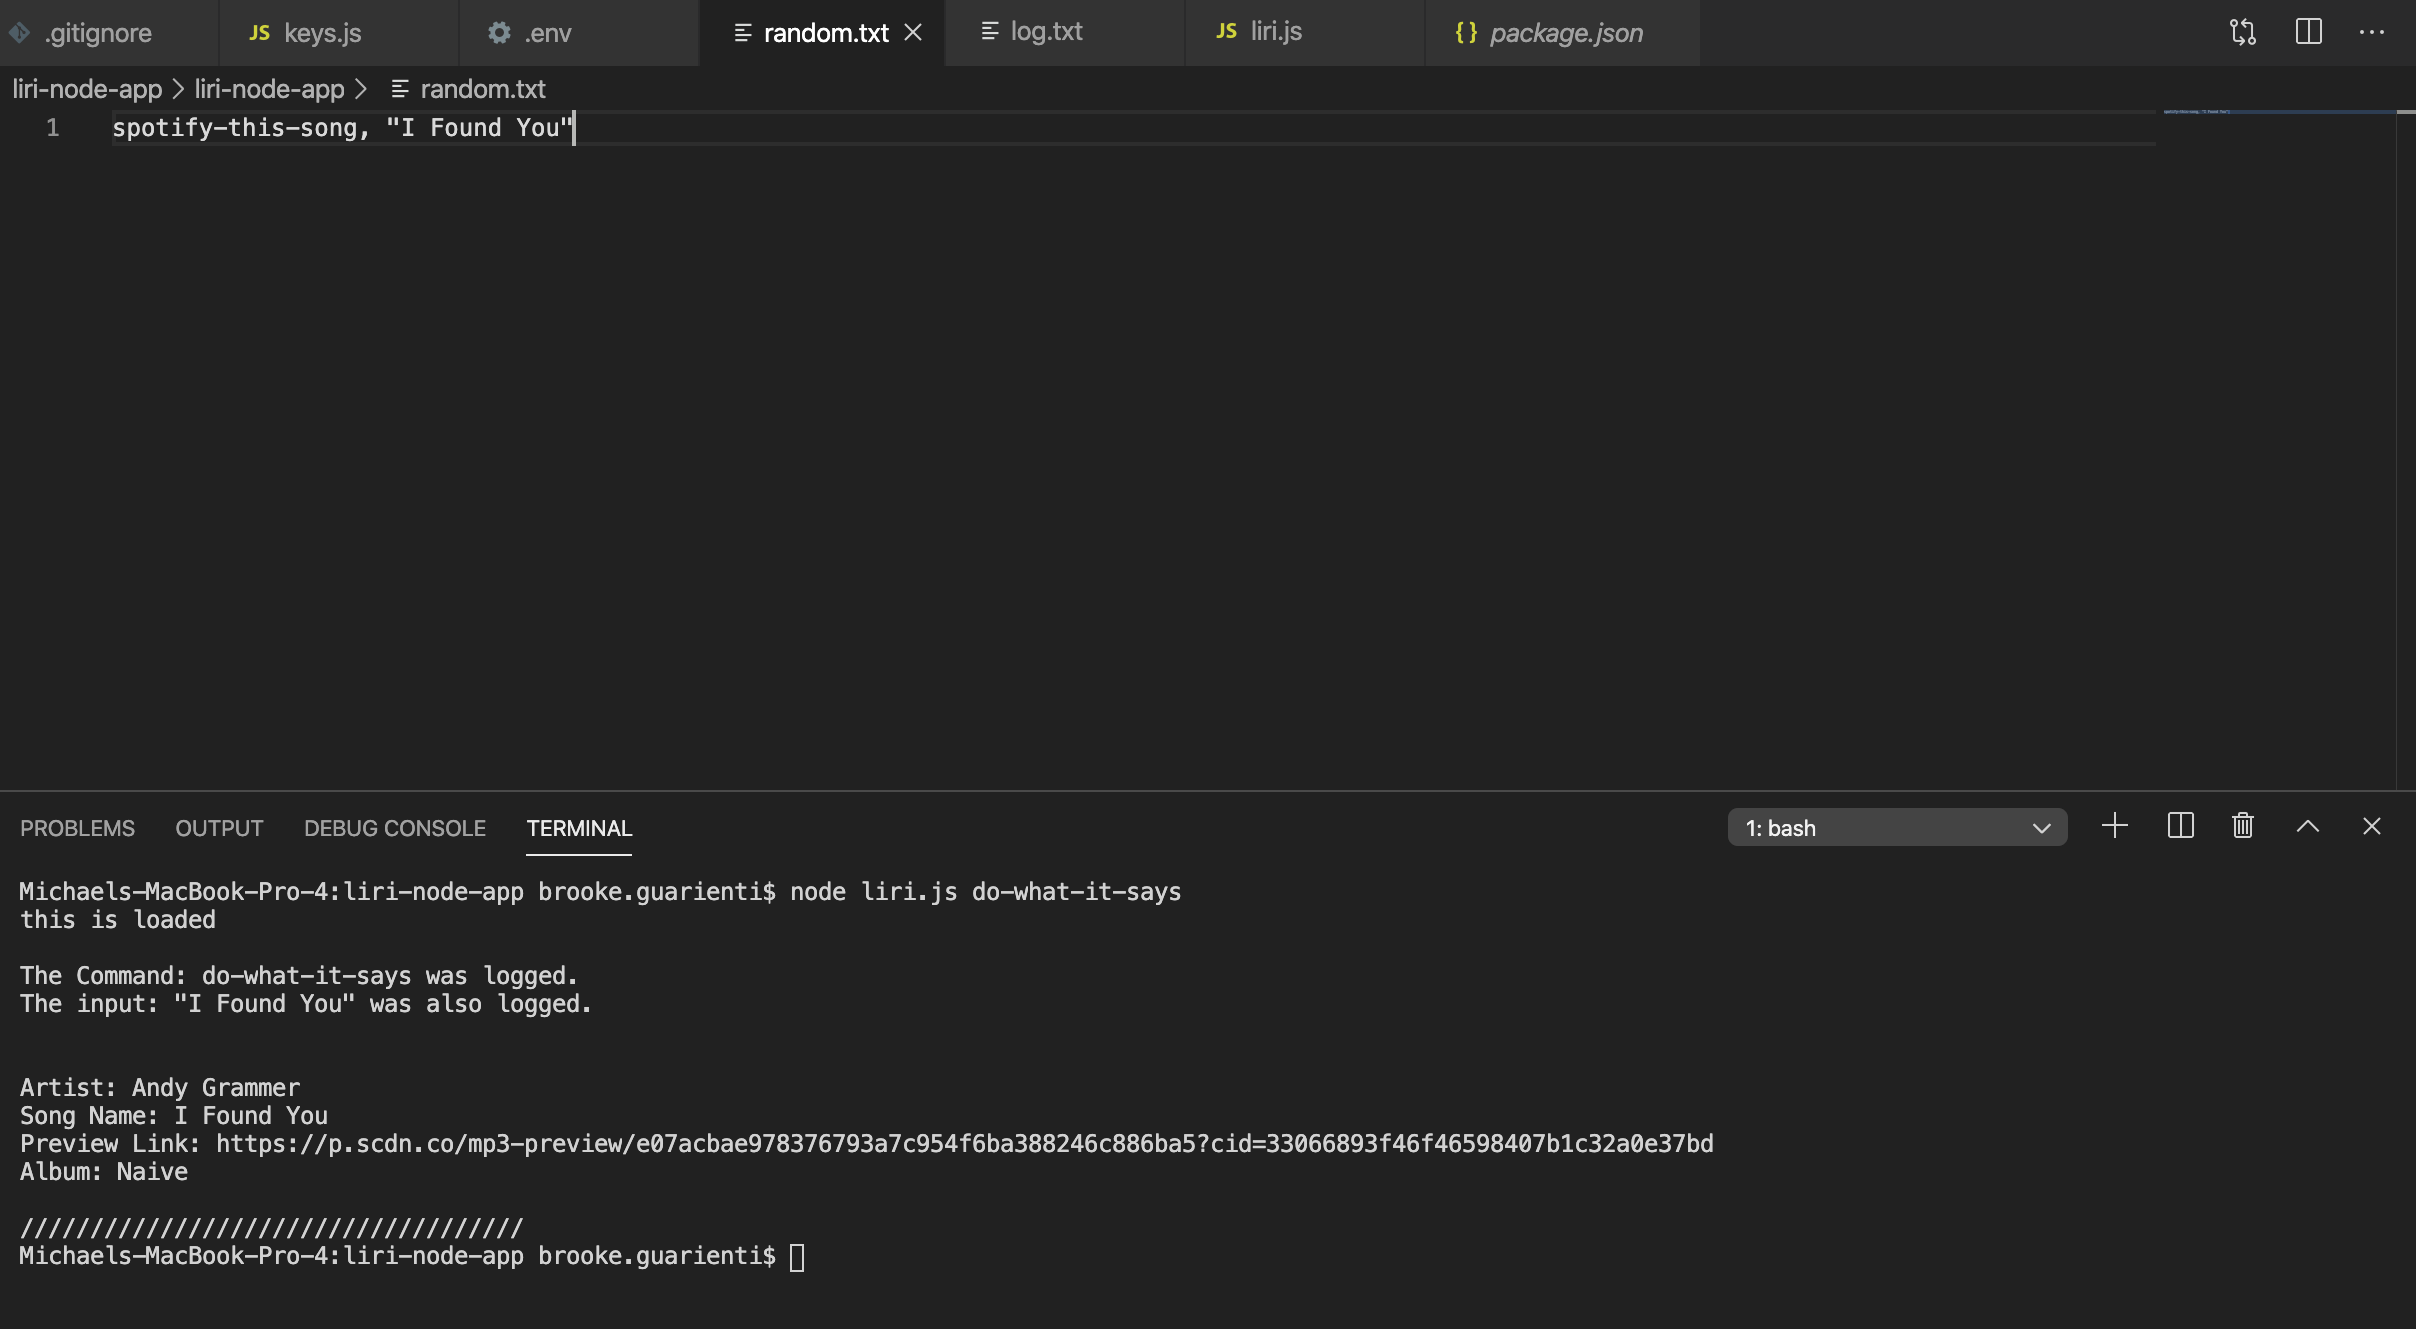 .gitignore JS keys.js .env random.txt log.txt JS liri.js {} package.json
liri-node-app > liri-node-app > random.txt
1 spotify-this-song, "I Found You"
PROBLEMS OUTPUT DEBUG CONSOLE TERMINAL 1: bash
Michaels-MacBook-Pro-4:liri-node-app brooke.guarienti$ node liri.js do-what-it-says
this is loaded
The Command: do-what-it-says was logged.
The input: "I Found You" was also logged.
Artist: Andy Grammer
Song Name: I Found You
Preview Link: https://p.scdn.co/mp3-preview/e07acbae978376793a7c954f6ba388246c886ba5?cid=33066893f46f46598407b1c32a0e37bd
Album: Naive
////////////////////////////////////
Michaels-MacBook-Pro-4:liri-node-app brooke.guarienti$